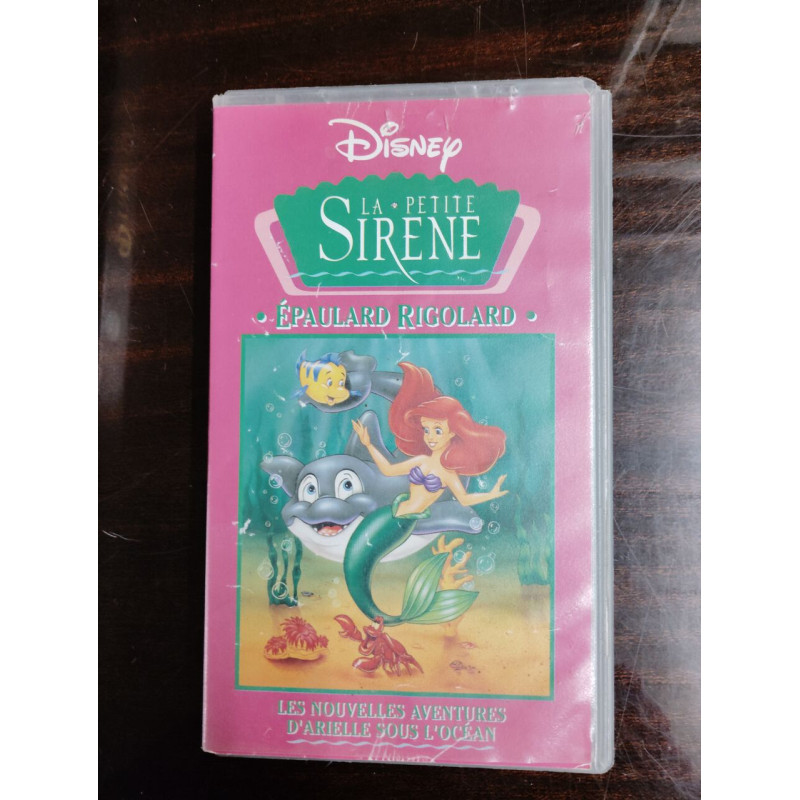 Disney
LA • PETITE
SIRENE
• ÉPAULARD RIGOLARD •
LES NOUVELLES AVENTURES
D'ARIELLE SOUS L'OCÉAN